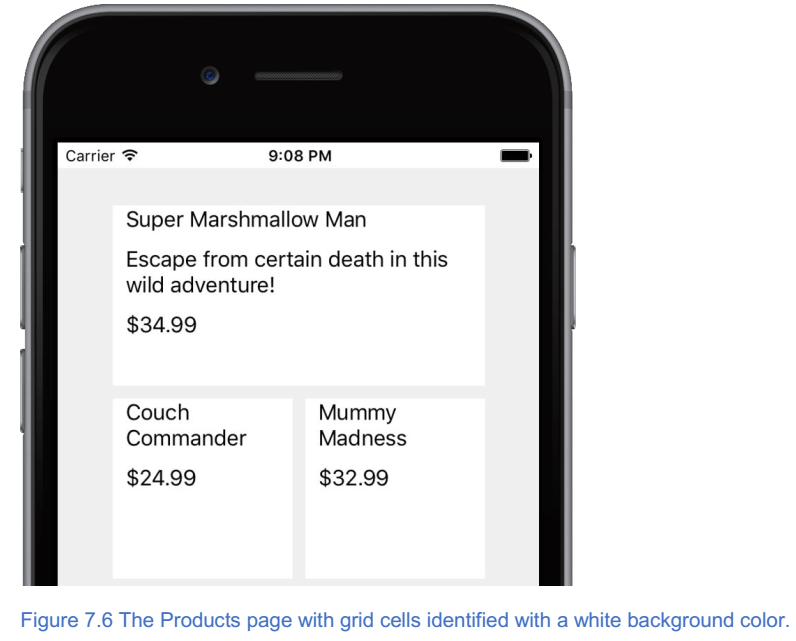 Carrier 9:08 PM
Super Marshmallow Man
Escape from certain death in this
wild adventure!
$34.99
Couch
Commander
$24.99
Mummy
Madness
$32.99
Figure 7.6 The Products page with grid cells identified with a white background color.